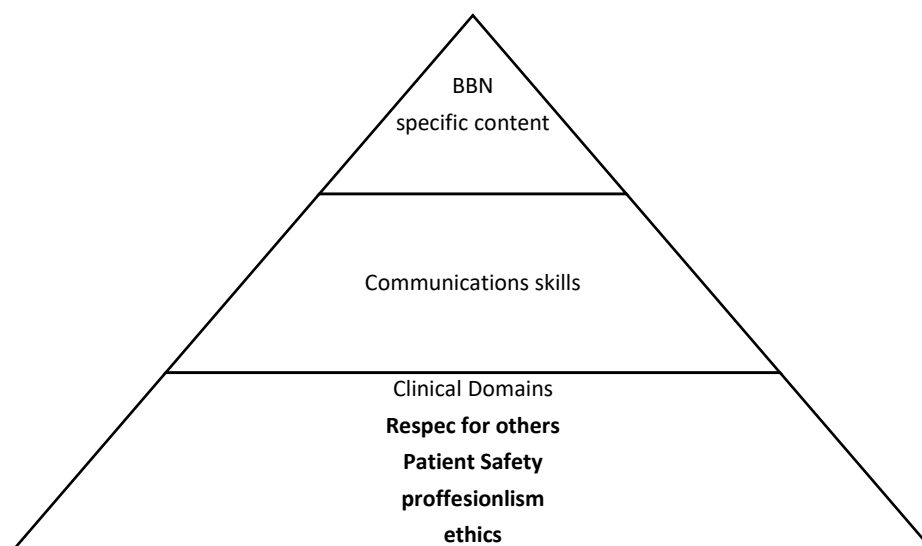 BBN
specific content
Communications skills
Clinical Domains
Respec for others
Patient Safety
proffesionlism
ethics